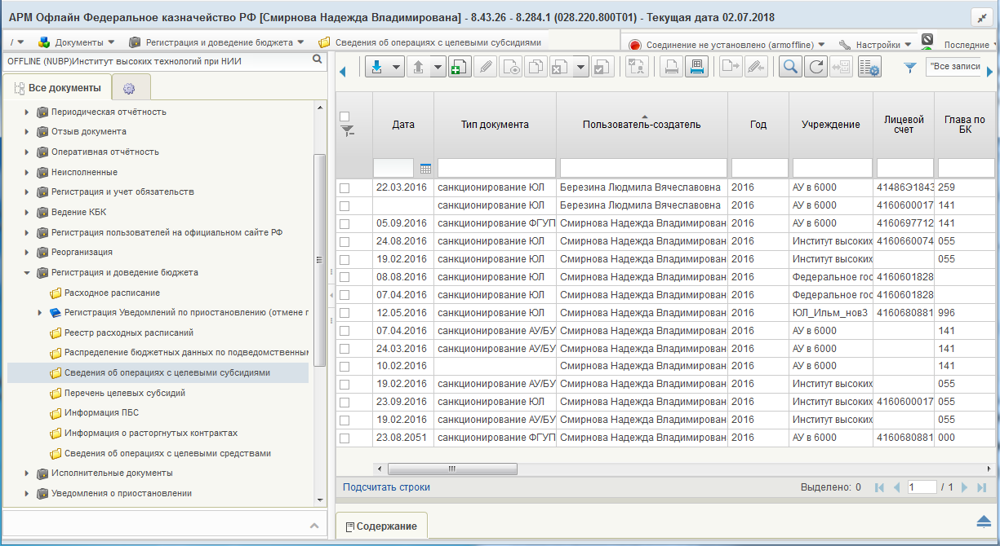 АРМ Офлайн Федеральное казначейство РФ [Смирнова Надежда Владимировна] - 8.43.26 - 8.284.1 (028.220.800T01) - Текущая дата 02.07.2018
/ Документы Регистрация и доведение бюджета Сведения об операциях с целевыми субсидиями
Соединение не установлено (armoffline) Настройки Последние
OFFLINE (NUBP)Институт высоких технологий при НИИ
"Все записи
Все документы
Периодическая отчётность
Отзыв документа
Оперативная отчётность
Неисполненные
Регистрация и учет обязательств
Ведение КБК
Регистрация пользователей на официальном сайте РФ
Реорганизация
Регистрация и доведение бюджета
Расходное расписание
Регистрация Уведомлений по приостановлению (отмене г
Реестр расходных расписаний
Распределение бюджетных данных по подведомственны
Сведения об операциях с целевыми субсидиями
Перечень целевых субсидий
Информация ПБС
Информация о расторгнутых контрактах
Сведения об операциях с целевыми средствами
Исполнительные документы
Уведомления о приостановлении
Дата Тип документа Пользователь-создатель Год Учреждение Лицевой счет Глава по БК
22.03.2016 санкционирование ЮЛ Березина Людмила Вячеславовна 2016 АУ в 6000 41486Э1843 259
санкционирование ЮЛ Березина Людмила Вячеславовна 2016 АУ в 6000 4160600017 141
05.09.2016 санкционирование ФГУП Смирнова Надежда Владимирован 2016 АУ в 6000 4160697712 141
24.08.2016 санкционирование ЮЛ Смирнова Надежда Владимирован 2016 Институт высоких 4160660074 055
19.02.2016 санкционирование ЮЛ Смирнова Надежда Владимирован 2016 Институт высоких 055
08.08.2016 санкционирование ЮЛ Смирнова Надежда Владимирован 2016 Федеральное гос 4160601828
07.04.2016 санкционирование ЮЛ Смирнова Надежда Владимирован 2016 Федеральное гос 4160601828
12.05.2016 санкционирование ЮЛ Смирнова Надежда Владимирован 2016 ЮЛ_Ильм_нов3 4160680881 996
07.04.2016 санкционирование АУ/БУ Смирнова Надежда Владимирован 2016 АУ в 6000 141
24.03.2016 санкционирование АУ/БУ Смирнова Надежда Владимирован 2016 АУ в 6000 141
10.02.2016 Смирнова Надежда Владимирован 2016 АУ в 6000 141
19.02.2016 санкционирование АУ/БУ Смирнова Надежда Владимирован 2016 Институт высоких 055
23.09.2016 санкционирование ЮЛ Смирнова Надежда Владимирован 2016 Институт высоких 4160600017 055
19.02.2016 санкционирование АУ/БУ Смирнова Надежда Владимирован 2016 Институт высоких 055
23.08.2051 санкционирование ФГУП Смирнова Надежда Владимирован 2016 АУ в 6000 4160680881 000
Подсчитать строки Выделено: 0 1 / 1
Содержание